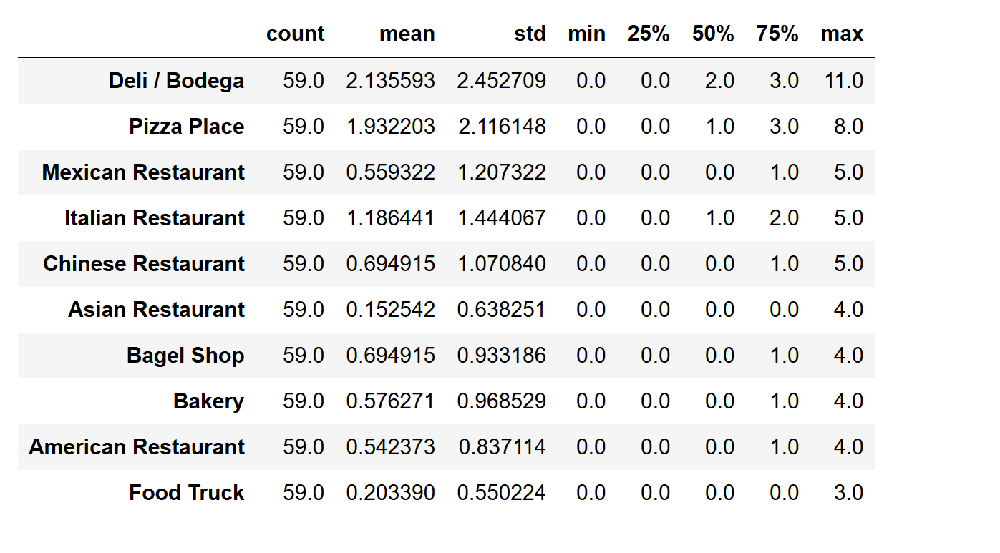 count mean std min 25% 50% 75% max
Deli / Bodega 59.0 2.135593 2.452709 0.0 0.0 2.0 3.0 11.0
Pizza Place 59.0 1.932203 2.116148 0.0 0.0 1.0 3.0 8.0
Mexican Restaurant 59.0 0.559322 1.207322 0.0 0.0 0.0 1.0 5.0
Italian Restaurant 59.0 1.186441 1.444067 0.0 0.0 1.0 2.0 5.0
Chinese Restaurant 59.0 0.694915 1.070840 0.0 0.0 0.0 1.0 5.0
Asian Restaurant 59.0 0.152542 0.638251 0.0 0.0 0.0 0.0 4.0
Bagel Shop 59.0 0.694915 0.933186 0.0 0.0 0.0 1.0 4.0
Bakery 59.0 0.576271 0.968529 0.0 0.0 0.0 1.0 4.0
American Restaurant 59.0 0.542373 0.837114 0.0 0.0 0.0 1.0 4.0
Food Truck 59.0 0.203390 0.550224 0.0 0.0 0.0 0.0 3.0